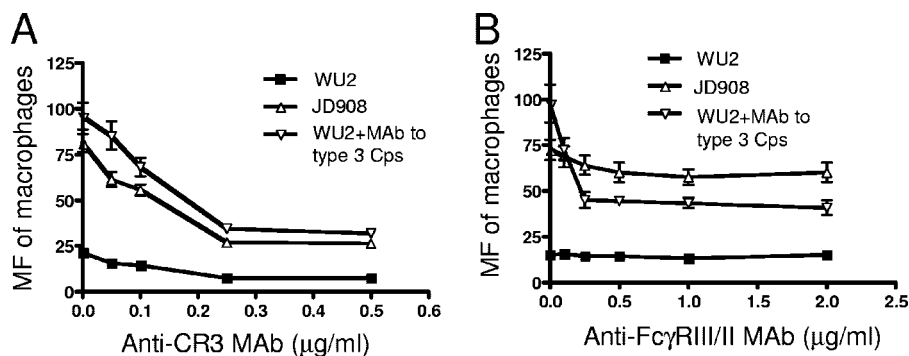 A
125
100
75
50
25
0
MF of macrophages
WU2
JD908
WU2+MAb to
type 3 Cps
0.0 0.1 0.2 0.3 0.4 0.5 0.6
Anti-CR3 MAb (μg/ml)
B
125
100
75
50
25
0
MF of macrophages
WU2
JD908
WU2+MAb to
type 3 Cps
0.0 0.5 1.0 1.5 2.0 2.5
Anti-FcγRIII/II MAb (μg/ml)